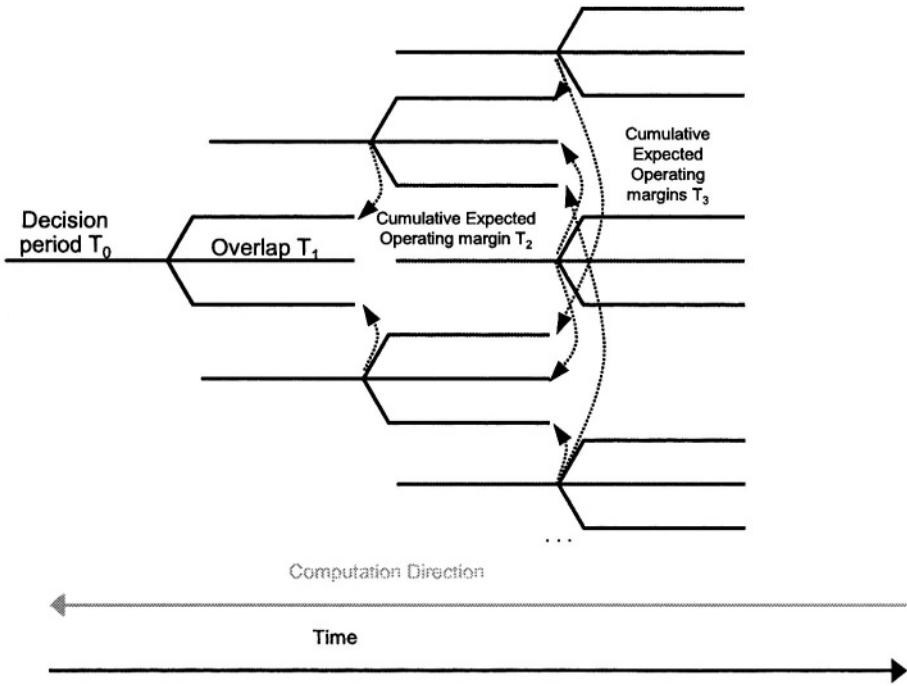 Cumulative
Expected
Operating
margins T3
Decision
period T0
Overlap T1
Cumulative Expected
Operating margin T2
...
Computation Direction
Time